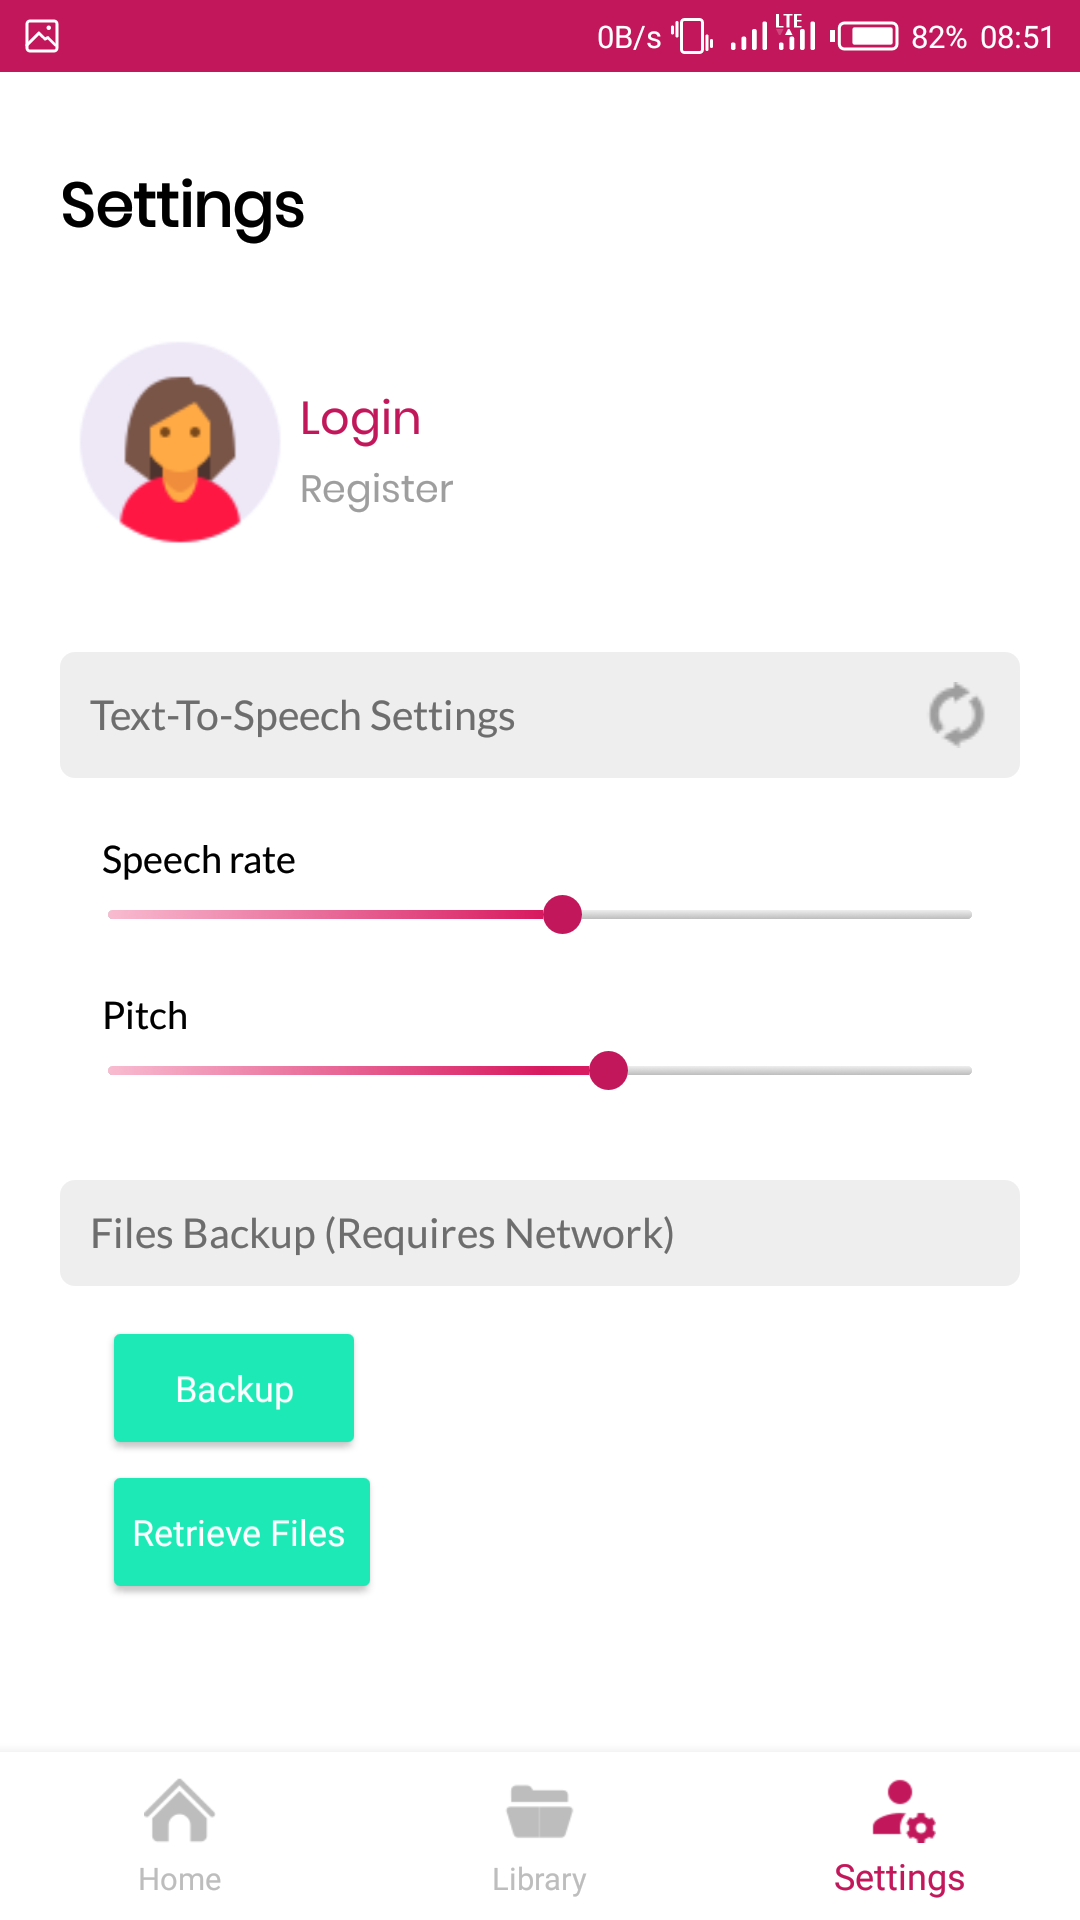 0B/s LTE 82% 08:51
Settings
Login
Register
Text-To-Speech Settings
Speech rate
Pitch
Files Backup (Requires Network)
Backup
Retrieve Files
Home Library Settings